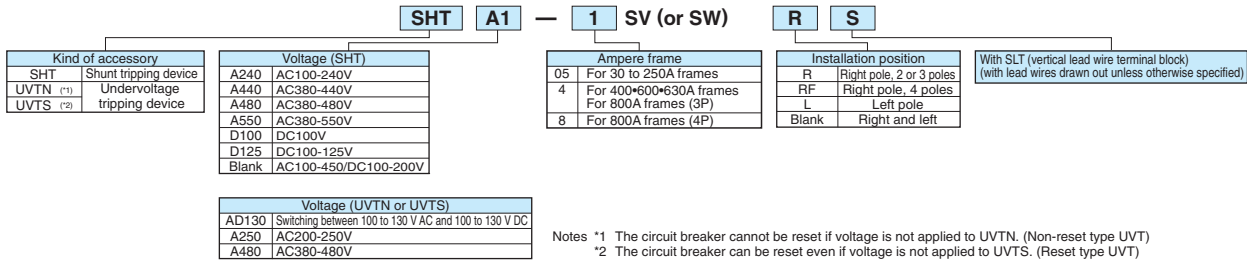 SHT A1 — 1 SV (or SW) R S
Kind of accessory
SHT Shunt tripping device
UVTN (*1) Undervoltage
UVTS (*2) tripping device
Voltage (SHT)
A240 AC100-240V
A440 AC380-440V
A480 AC380-480V
A550 AC380-550V
D100 DC100V
D125 DC100-125V
Blank AC100-450/DC100-200V
Ampere frame
05 For 30 to 250A frames
4 For 400•600•630A frames
For 800A frames (3P)
8 For 800A frames (4P)
Installation position
R Right pole, 2 or 3 poles
RF Right pole, 4 poles
L Left pole
Blank Right and left
With SLT (vertical lead wire terminal block)
(with lead wires drawn out unless otherwise specified)
Voltage (UVTN or UVTS)
AD130 Switching between 100 to 130 V AC and 100 to 130 V DC
A250 AC200-250V
A480 AC380-480V
Notes *1 The circuit breaker cannot be reset if voltage is not applied to UVTN. (Non-reset type UVT)
*2 The circuit breaker can be reset even if voltage is not applied to UVTS. (Reset type UVT)